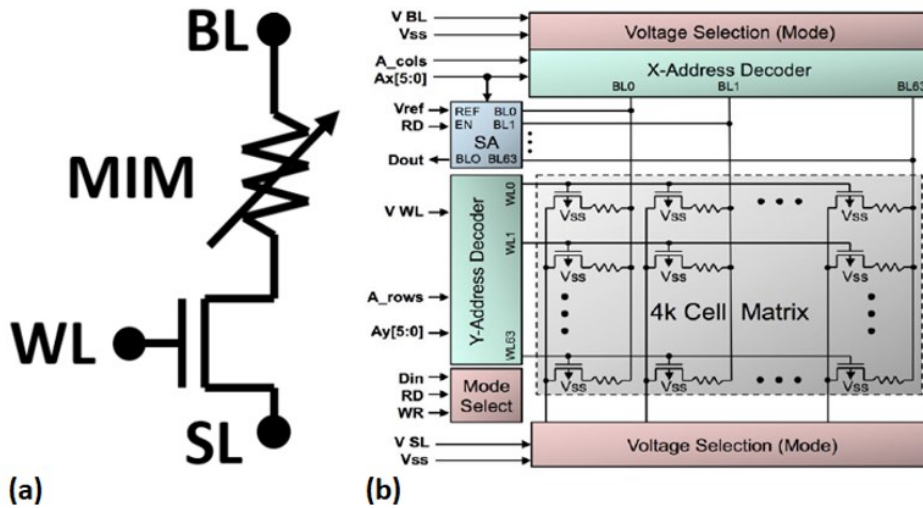 BL
MIM
WL
SL
(a)
V BL
Vss
Voltage Selection (Mode)
A_cols
Ax[5:0]
X-Address Decoder
BL0
BL1
BL63
Vref
RD
Dout
REF BL0
EN BL1
SA
BLO BL63
V WL
A_rows
Ay[5:0]
Y-Address Decoder
WL0
WL1
WL63
Vss Vss Vss
Vss Vss Vss
4k Cell Matrix
Vss Vss Vss
Din
RD
WR
Mode
Select
V SL
Vss
Voltage Selection (Mode)
(b)